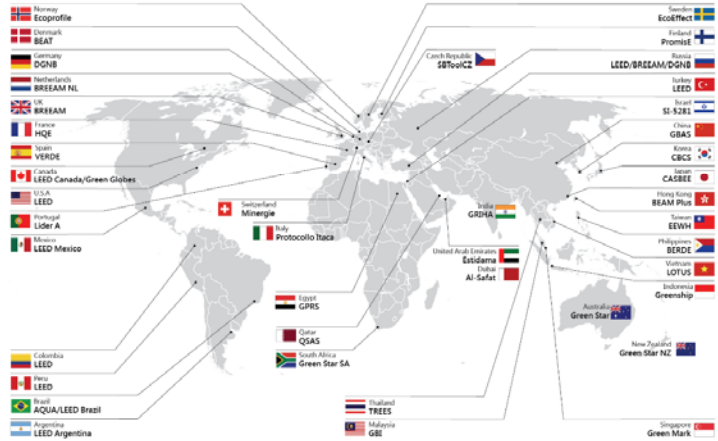 Norway
Ecoprofile
Denmark
BEAT
Germany
DGNB
Netherlands
BREEAM NL
UK
BREEAM
France
HQE
Spain
VERDE
Canada
LEED Canada/Green Globes
U.S.A
LEED
Portugal
Lider A
Mexico
LEED Mexico
Colombia
LEED
Peru
LEED
Brazil
AQUA/LEED Brazil
Argentina
LEED Argentina
Switzerland
Minergie
Italy
Protocollo Itaca
Egypt
GPRS
Qatar
QSAS
South Africa
Green Star SA
Thailand
TREES
Malaysia
GBI
Czech Republic
SBToolCZ
India
GRIHA
United Arab Emirates
Estidama
Dubai
Al-Safat
Sweden
EcoEffect
Finland
PromisE
Russia
LEED/BREEAM/DGNB
Turkey
LEED
Israel
SI-5281
China
GBAS
Korea
CBCS
Japan
CASBEE
Hong Kong
BEAM Plus
Taiwan
EEWH
Philippines
BERDE
Vietnam
LOTUS
Indonesia
Greenship
Australia
Green Star
New Zealand
Green Star NZ
Singapore
Green Mark